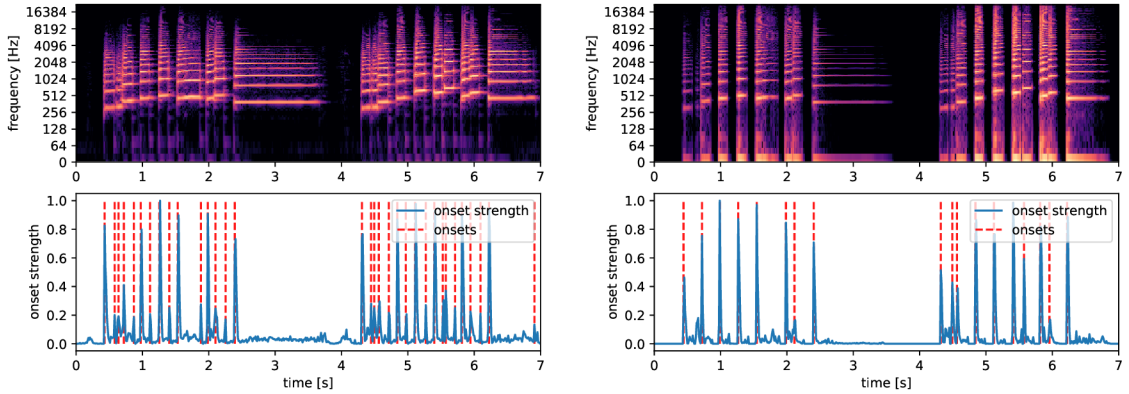 frequency [Hz]
16384
8192
4096
2048
1024
512
256
128
64
0
0 1 2 3 4 5 6 7
onset strength
1.0
0.8
0.6
0.4
0.2
0.0
onset strength
onsets
0 1 2 3 4 5 6 7
time [s]
frequency [Hz]
16384
8192
4096
2048
1024
512
256
128
64
0
0 1 2 3 4 5 6 7
onset strength
1.0
0.8
0.6
0.4
0.2
0.0
onset strength
onsets
0 1 2 3 4 5 6 7
time [s]